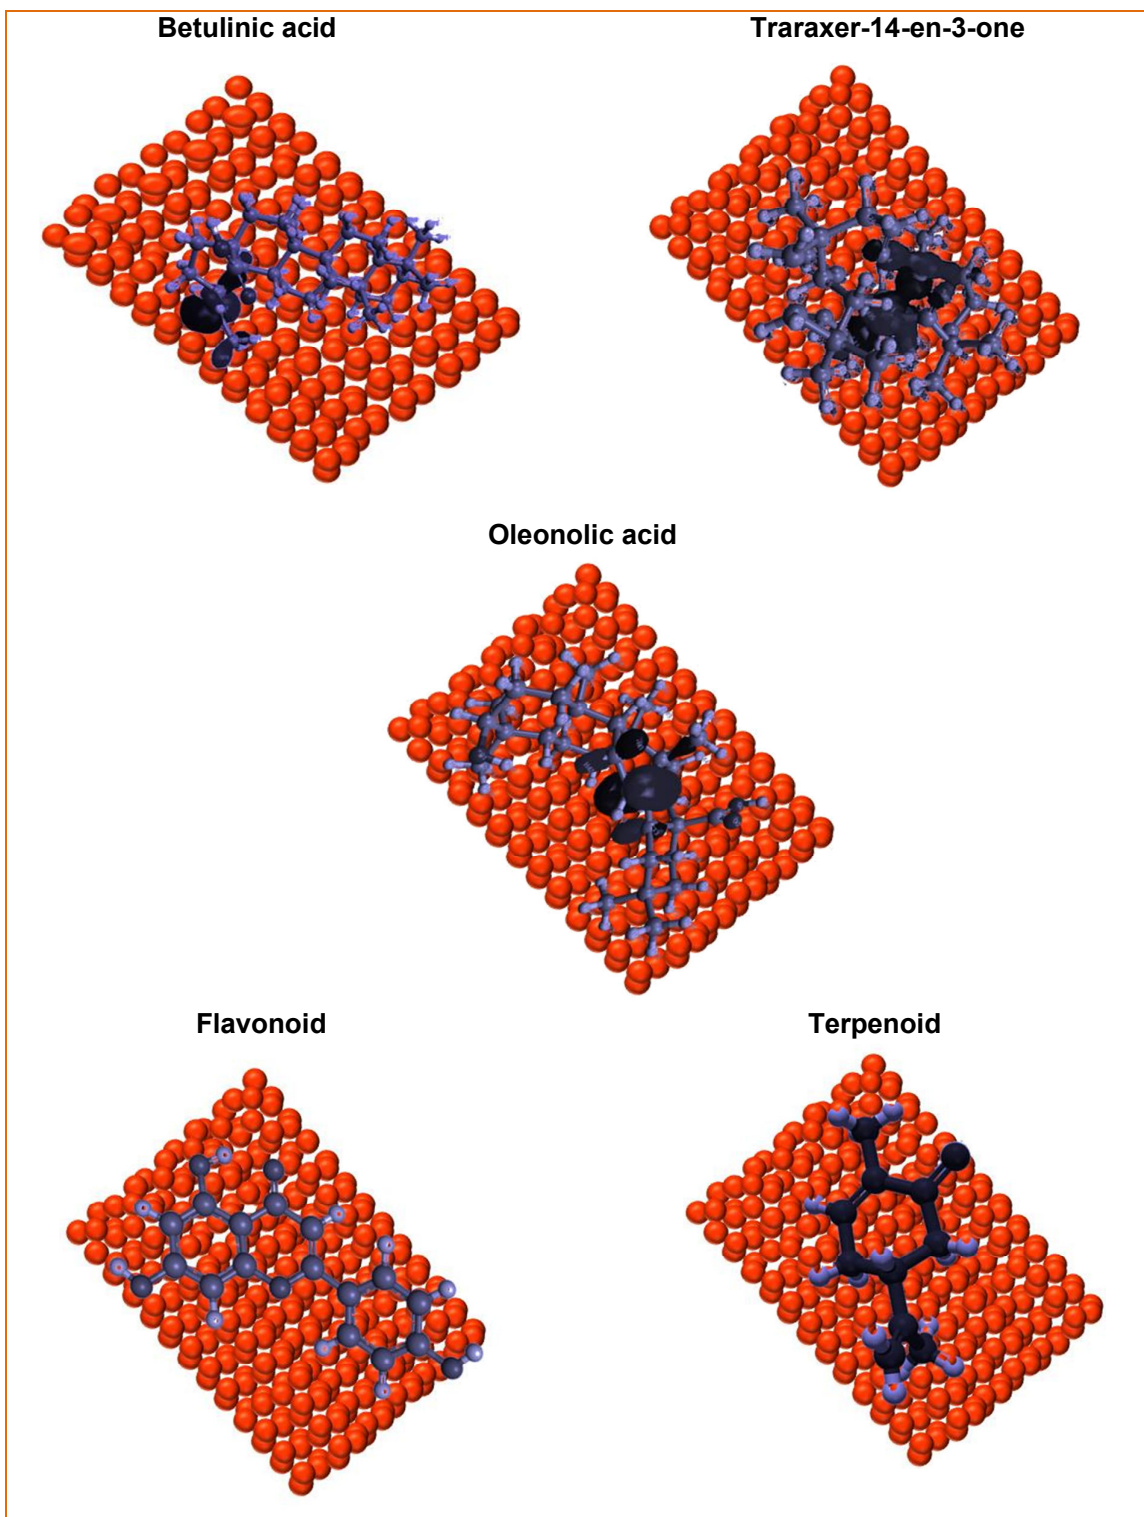 Betulinic acid
Traraxer-14-en-3-one
Oleonolic acid
Flavonoid
Terpenoid